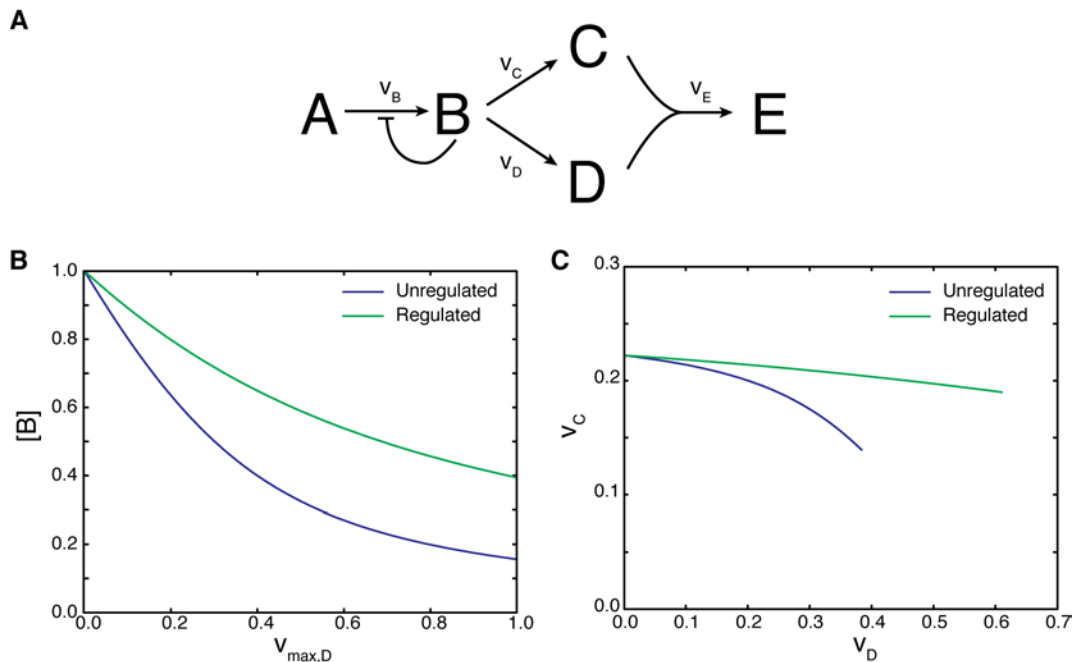 A
A
v_B
B
v_C
C
v_D
D
v_E
E
B
[B]
1.0
0.8
0.6
0.4
0.2
0.0
0.0 0.2 0.4 0.6 0.8 1.0
v_max,D
Unregulated
Regulated
C
v_C
0.3
0.2
0.1
0.0
0.0 0.1 0.2 0.3 0.4 0.5 0.6 0.7
v_D
Unregulated
Regulated